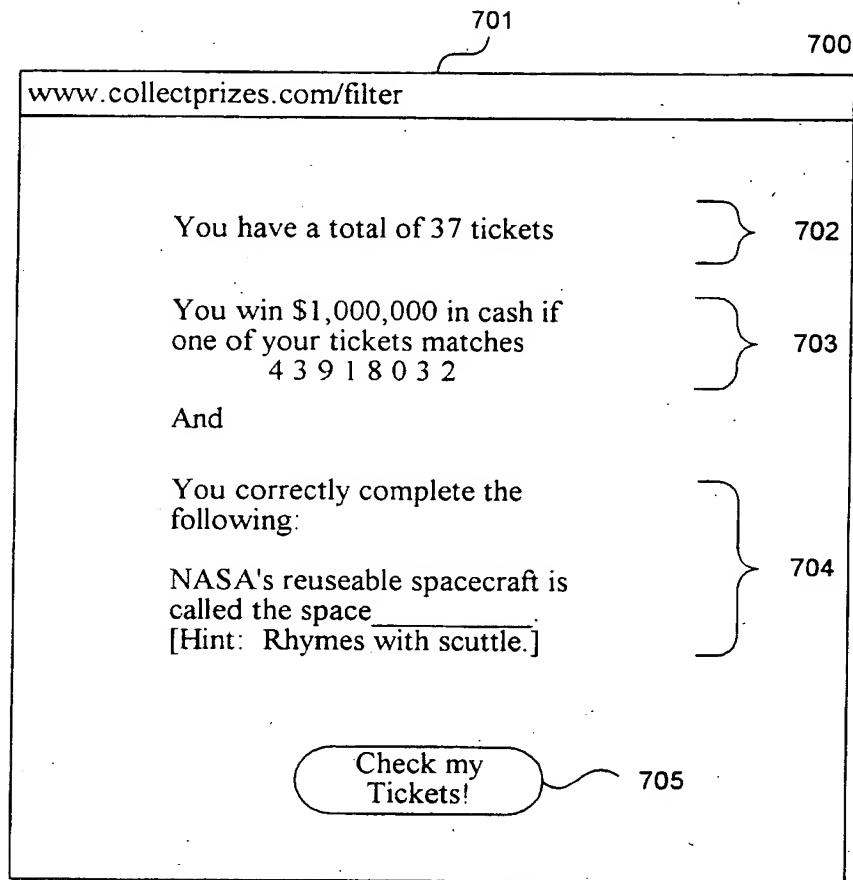 701
700
www.collectprizes.com/filter
You have a total of 37 tickets
702
You win $1,000,000 in cash if
one of your tickets matches
4 3 9 1 8 0 3 2
703
And
You correctly complete the
following:
NASA's reuseable spacecraft is
called the space__________.
[Hint: Rhymes with scuttle.]
704
Check my
Tickets!
705